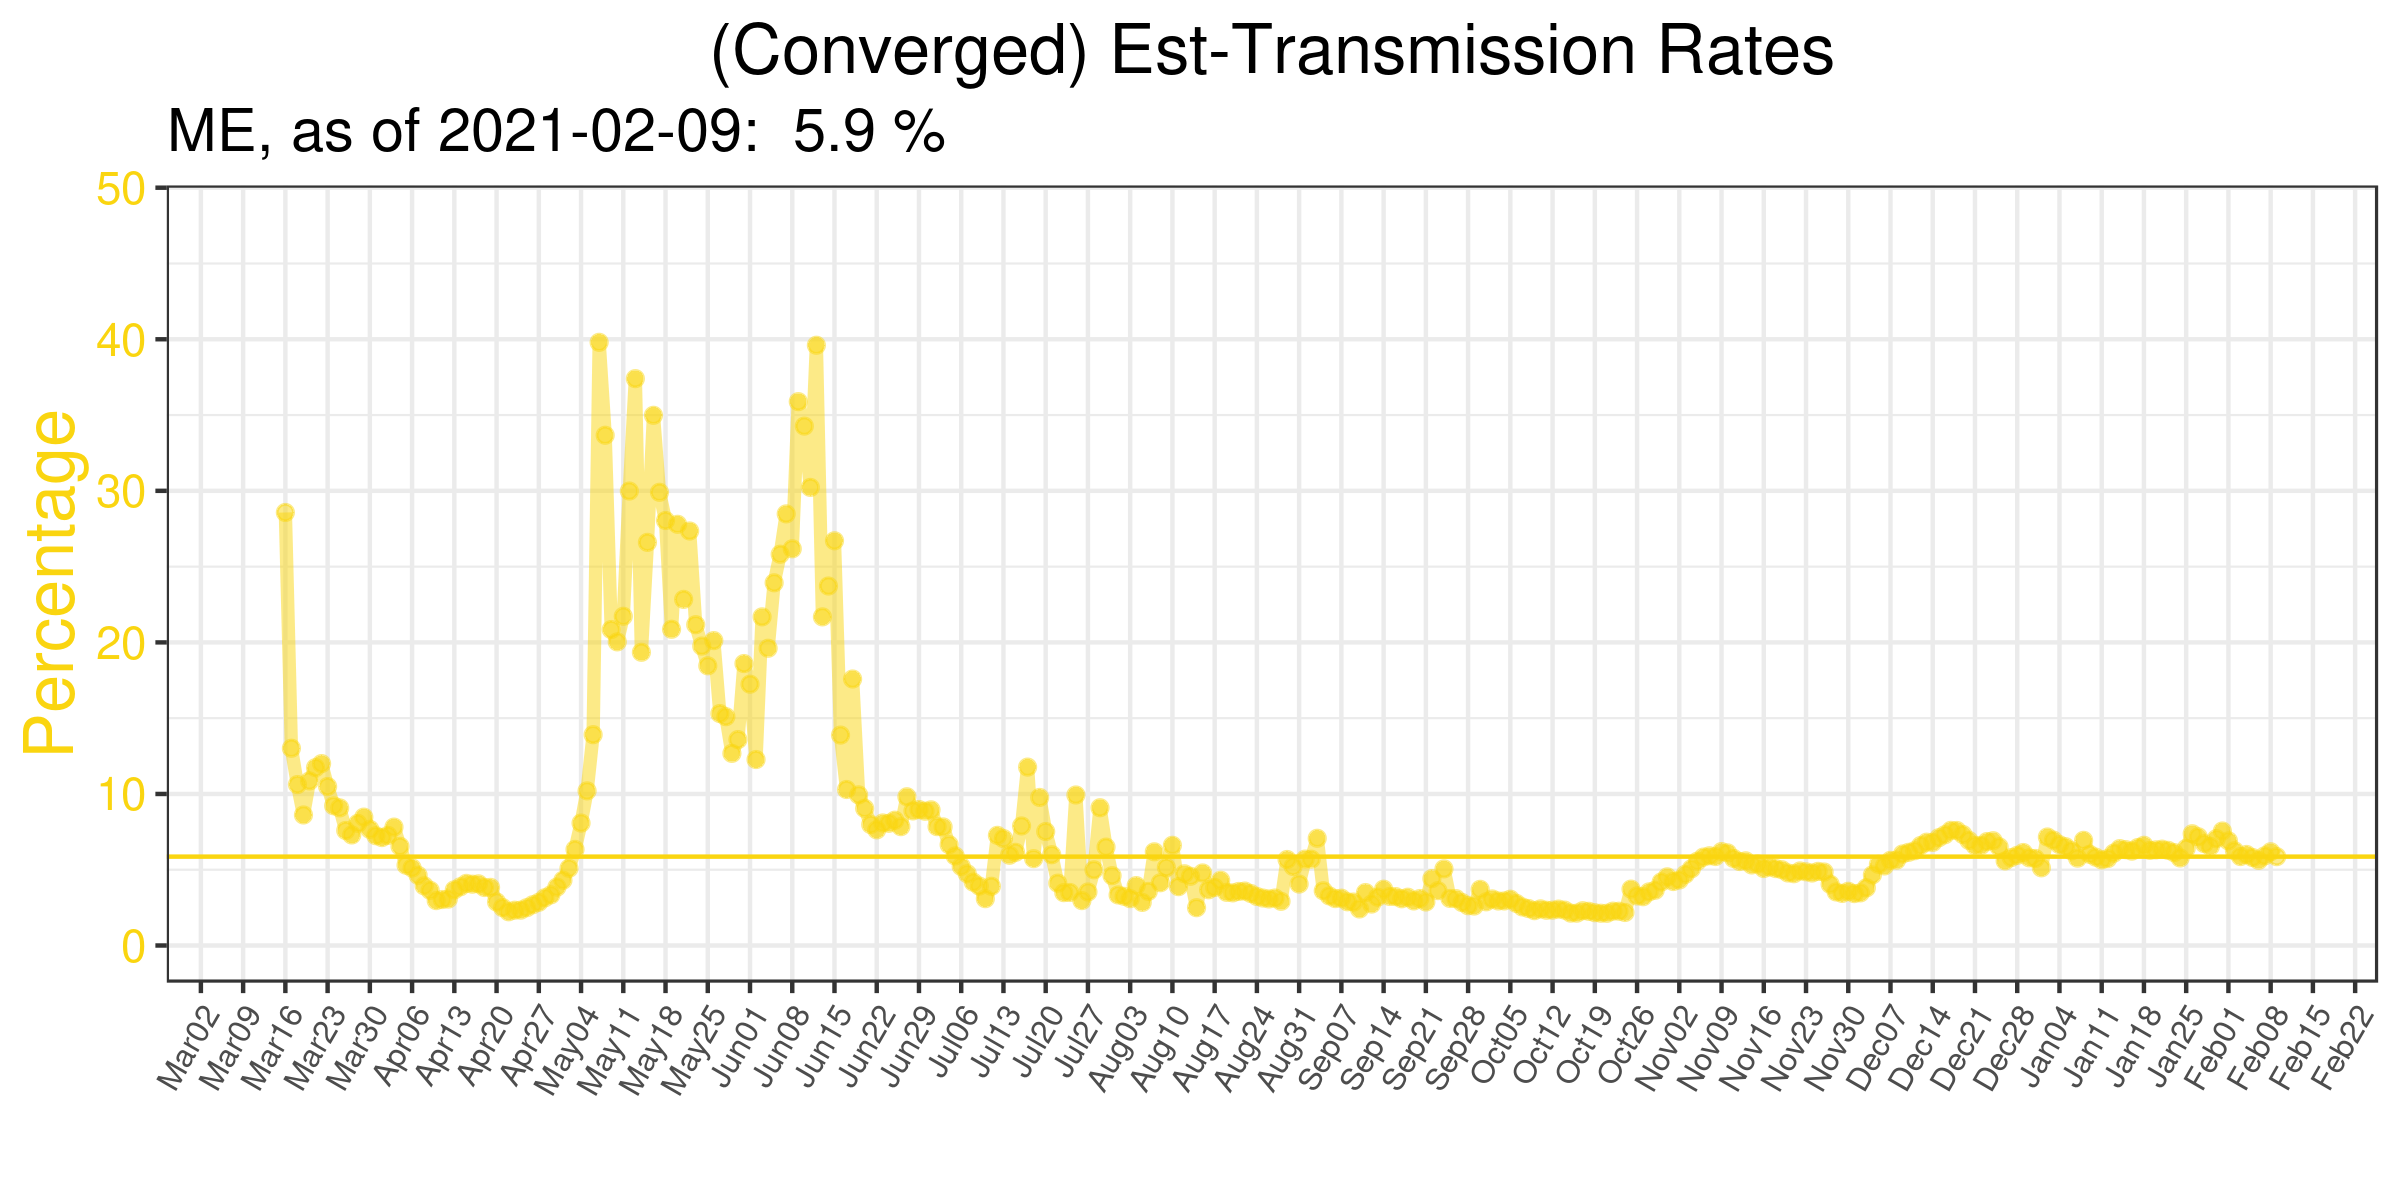 (Converged) Est-Transmission Rates
ME, as of 2021-02-09:  5.9 %
Percentage
50
40
30
20
10
0
Mar02
Mar09
Mar16
Mar23
Mar30
Apr06
Apr13
Apr20
Apr27
May04
May11
May18
May25
Jun01
Jun08
Jun15
Jun22
Jun29
Jul06
Jul13
Jul20
Jul27
Aug03
Aug10
Aug17
Aug24
Aug31
Sep07
Sep14
Sep21
Sep28
Oct05
Oct12
Oct19
Oct26
Nov02
Nov09
Nov16
Nov23
Nov30
Dec07
Dec14
Dec21
Dec28
Jan04
Jan11
Jan18
Jan25
Feb01
Feb08
Feb15
Feb22